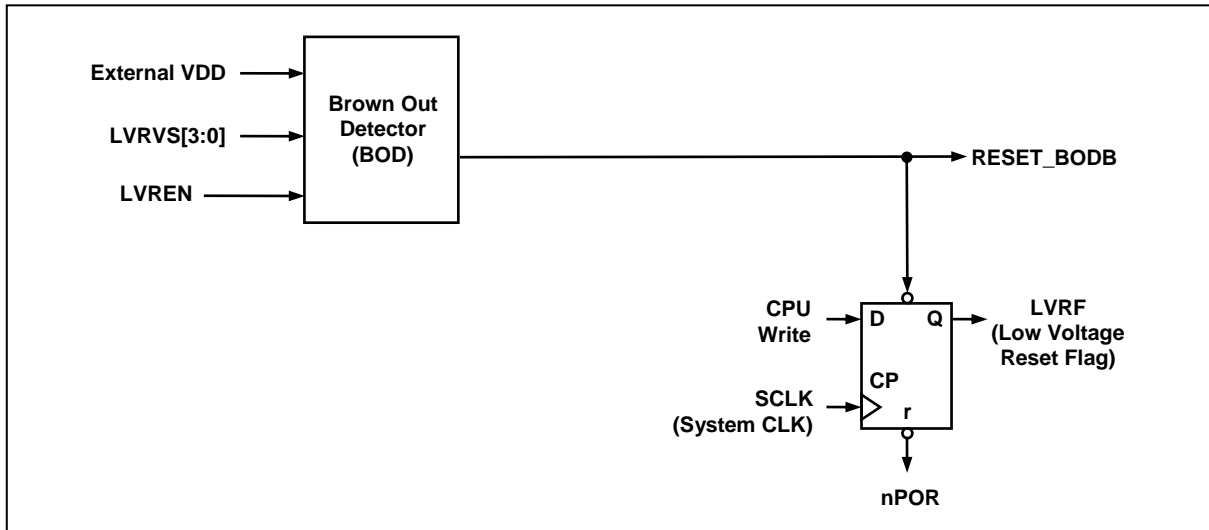 External VDD
LVRVS[3:0]
LVREN
Brown Out
Detector
(BOD)
RESET_BODB
CPU
Write
D
Q
LVRF
(Low Voltage
Reset Flag)
CP
SCLK
(System CLK)
r
nPOR